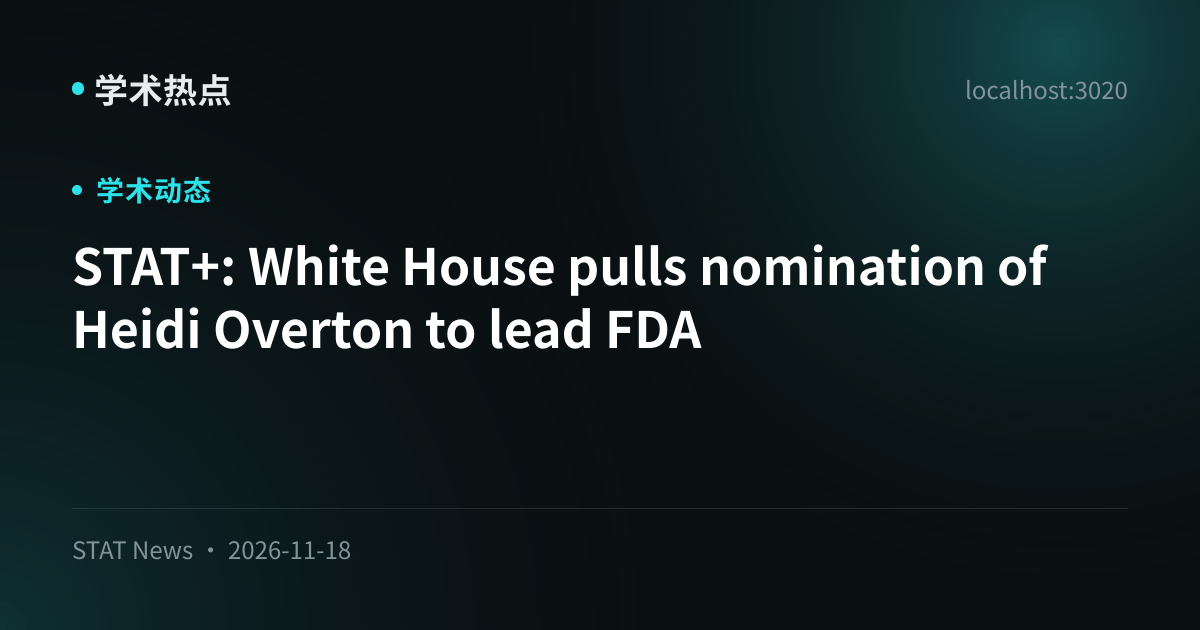 学术热点
localhost:3020
学术动态
STAT+: White House pulls nomination of
Heidi Overton to lead FDA
STAT News · 2026-11-18